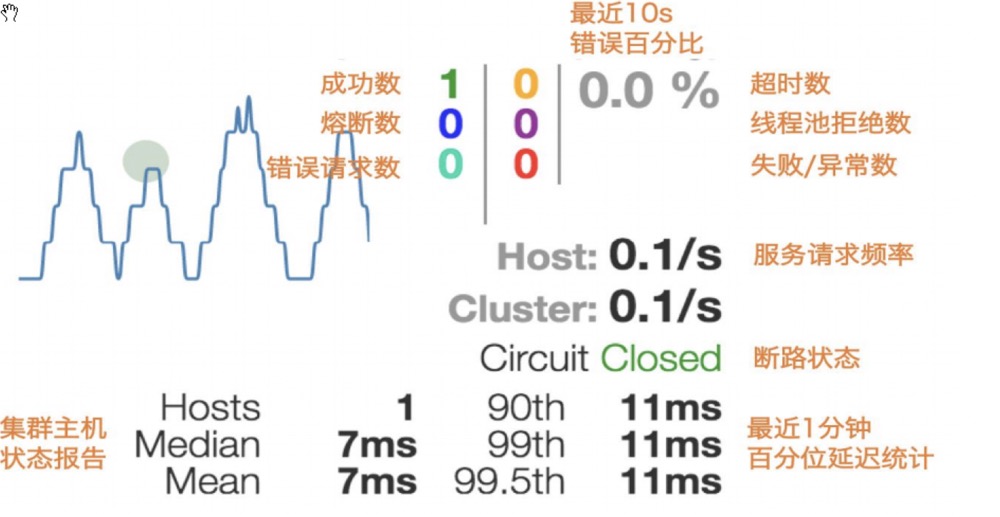 最近10s
错误百分比
成功数 1 0 0.0 % 超时数
熔断数 0 0 线程池拒绝数
错误请求数 0 0 失败/异常数
Host: 0.1/s 服务请求频率
Cluster: 0.1/s
Circuit Closed 断路状态
Hosts 1 90th 11ms
集群主机
状态报告
Median 7ms 99th 11ms
最近1分钟
百分位延迟统计
Mean 7ms 99.5th 11ms